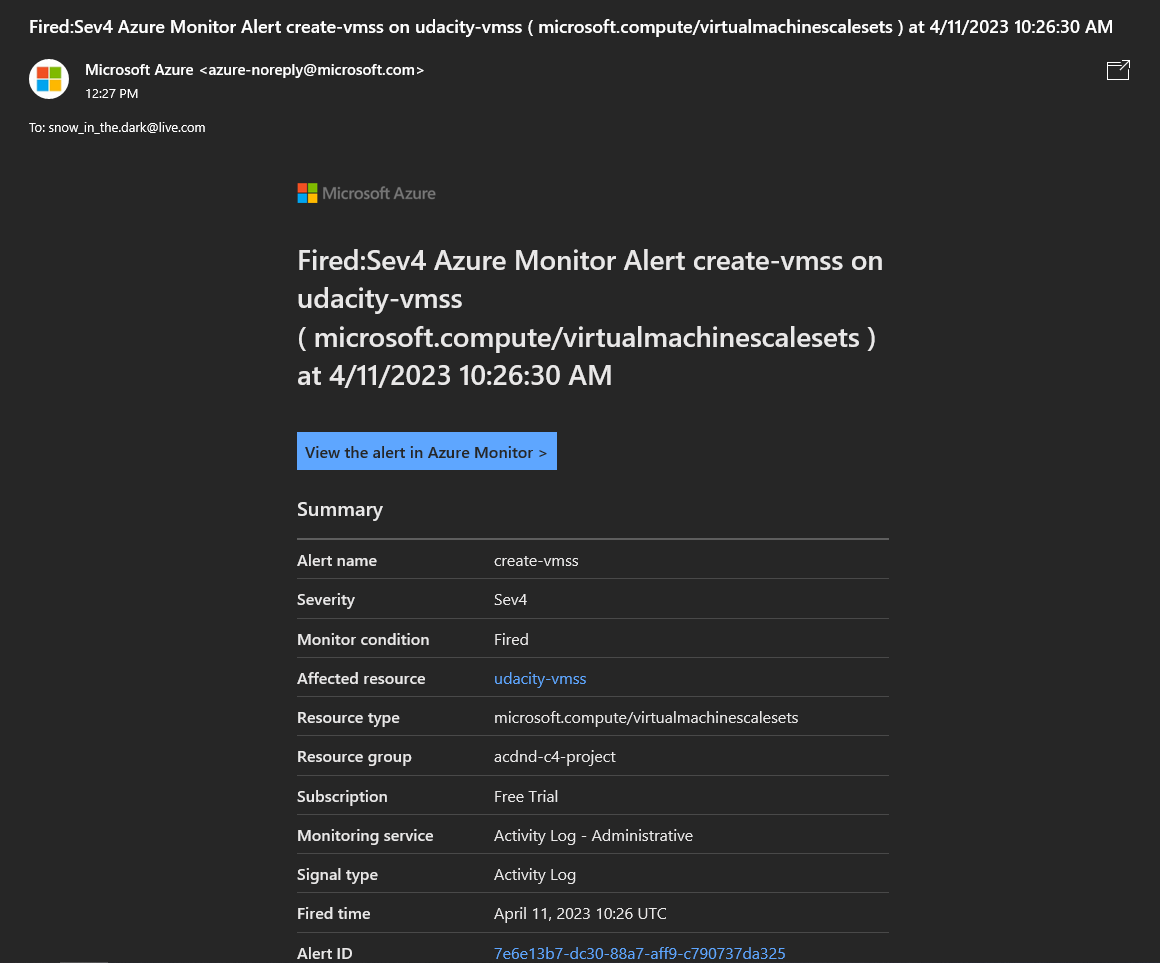 Fired:Sev4 Azure Monitor Alert create-vmss on udacity-vmss ( microsoft.compute/virtualmachinescalesets ) at 4/11/2023 10:26:30 AM
Microsoft Azure <azure-noreply@microsoft.com>
12:27 PM
To: snow_in_the.dark@live.com
Microsoft Azure
Fired:Sev4 Azure Monitor Alert create-vmss on
udacity-vmss
( microsoft.compute/virtualmachinescalesets )
at 4/11/2023 10:26:30 AM
View the alert in Azure Monitor >
Summary
Alert name create-vmss
Severity Sev4
Monitor condition Fired
Affected resource udacity-vmss
Resource type microsoft.compute/virtualmachinescalesets
Resource group acdnd-c4-project
Subscription Free Trial
Monitoring service Activity Log - Administrative
Signal type Activity Log
Fired time April 11, 2023 10:26 UTC
Alert ID 7e6e13b7-dc30-88a7-aff9-c790737da325